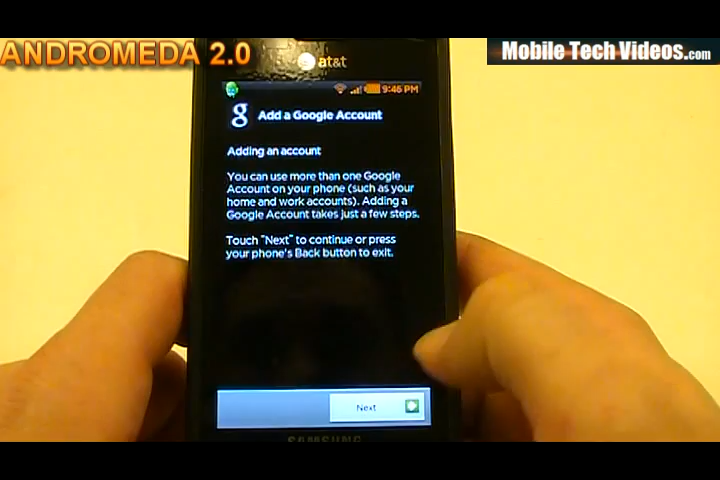 ANDROMEDA 2.0
Mobile Tech Videos.com
at&t
9:46 PM
g Add a Google Account
Adding an account
You can use more than one Google
Account on your phone (such as your
home and work accounts). Adding a
Google Account takes just a few steps.
Touch "Next" to continue or press
your phone's Back button to exit.
Next
SAMSUNG